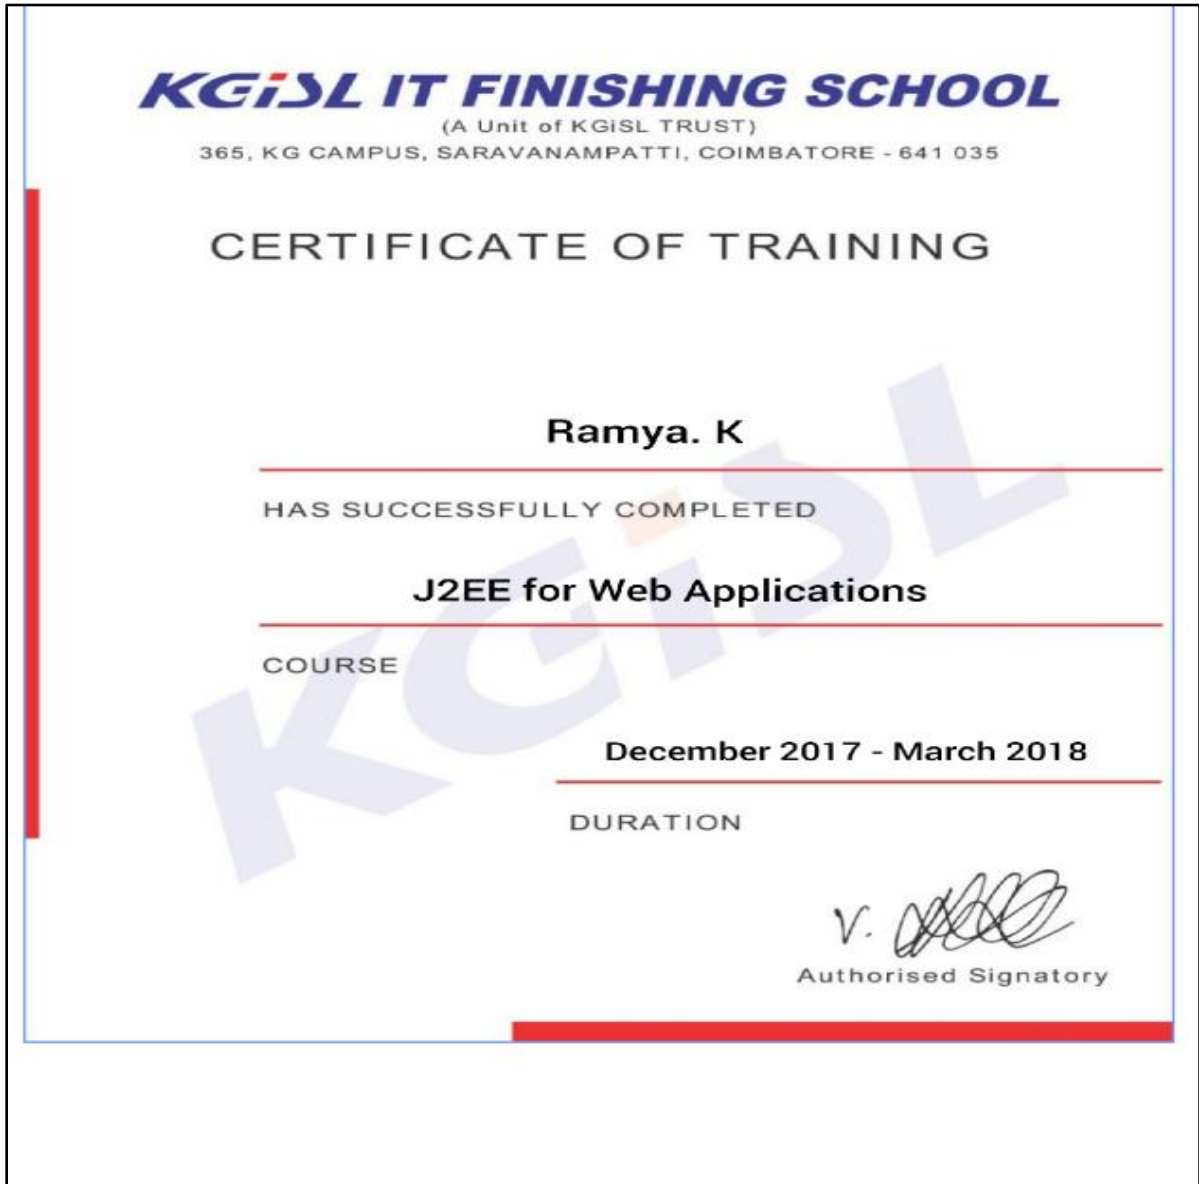 KGiSL IT FINISHING SCHOOL
(A Unit of KGiSL TRUST)
365, KG CAMPUS, SARAVANAMPATTI, COIMBATORE - 641 035
CERTIFICATE OF TRAINING
Ramya. K
HAS SUCCESSFULLY COMPLETED
J2EE for Web Applications
COURSE
KGiSL
December 2017 - March 2018
DURATION
V.
Authorised Signatory